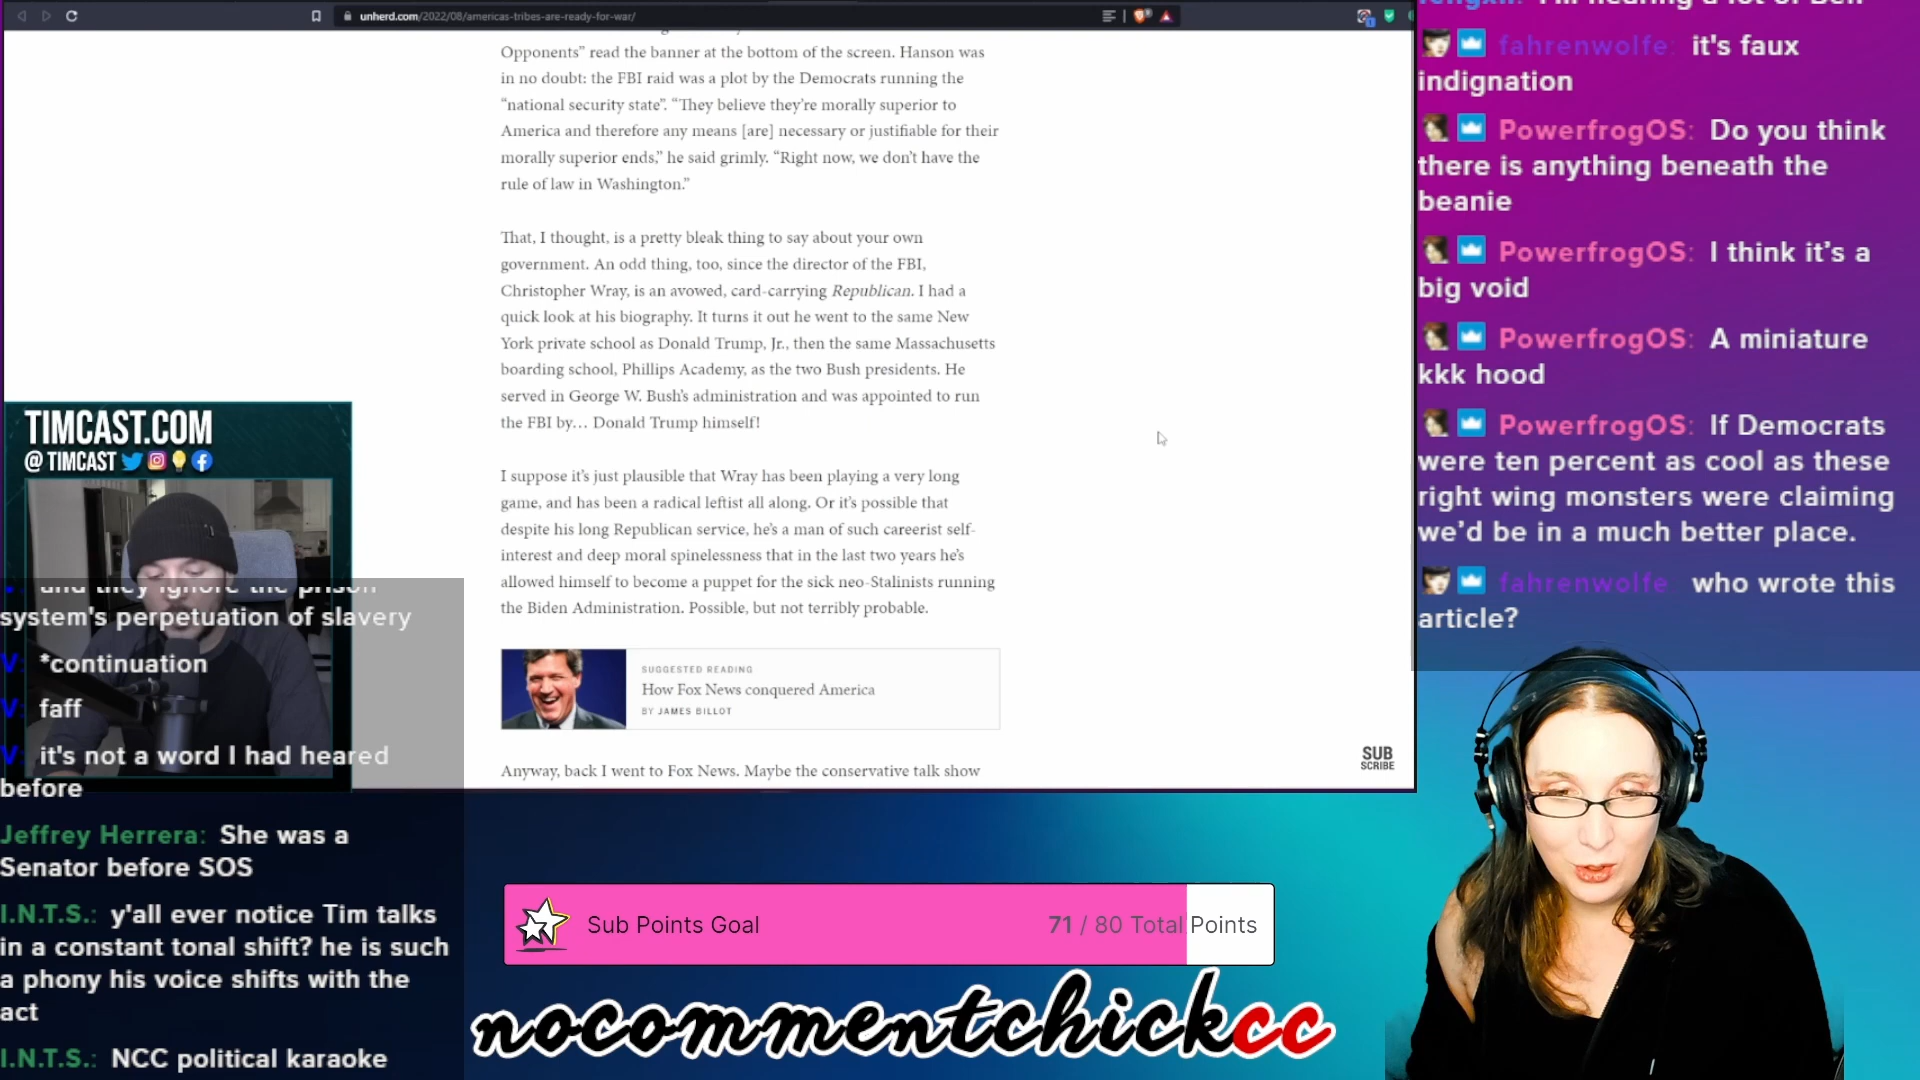 unherd.com/2022/08/americas-tribes-are-ready-for-war/
Opponents” read the banner at the bottom of the screen. Hanson was
in no doubt: the FBI raid was a plot by the Democrats running the
“national security state”. “They believe they’re morally superior to
America and therefore any means [are] necessary or justifiable for their
morally superior ends,” he said grimly. “Right now, we don’t have the
rule of law in Washington.”
That, I thought, is a pretty bleak thing to say about your own
government. An odd thing, too, since the director of the FBI,
Christopher Wray, is an avowed, card-carrying Republican. I had a
quick look at his biography. It turns it out he went to the same New
York private school as Donald Trump, Jr., then the same Massachusetts
boarding school, Phillips Academy, as the two Bush presidents. He
served in George W. Bush’s administration and was appointed to run
the FBI by… Donald Trump himself!
I suppose it’s just plausible that Wray has been playing a very long
game, and has been a radical leftist all along. Or it’s possible that
despite his long Republican service, he’s a man of such careerist self-
interest and deep moral spinelessness that in the last two years he’s
allowed himself to become a puppet for the sick neo-Stalinists running
the Biden Administration. Possible, but not terribly probable.
SUGGESTED READING
How Fox News conquered America
BY JAMES BILLOT
Anyway, back I went to Fox News. Maybe the conservative talk show
SUB
SCRIBE
TIMCAST.COM
@ TIMCAST
and they ignore the prison
system's perpetuation of slavery
V: *continuation
V: faff
V: it's not a word I had heared
before
Jeffrey Herrera: She was a
Senator before SOS
I.N.T.S.: y'all ever notice Tim talks
in a constant tonal shift? he is such
a phony his voice shifts with the
act
I.N.T.S.: NCC political karaoke
Sub Points Goal 71 / 80 Total Points
nocommentchickcc
fahrenwolfe: it's faux
indignation
PowerfrogOS: Do you think
there is anything beneath the
beanie
PowerfrogOS: I think it's a
big void
PowerfrogOS: A miniature
kkk hood
PowerfrogOS: If Democrats
were ten percent as cool as these
right wing monsters were claiming
we'd be in a much better place.
fahrenwolfe: who wrote this
article?